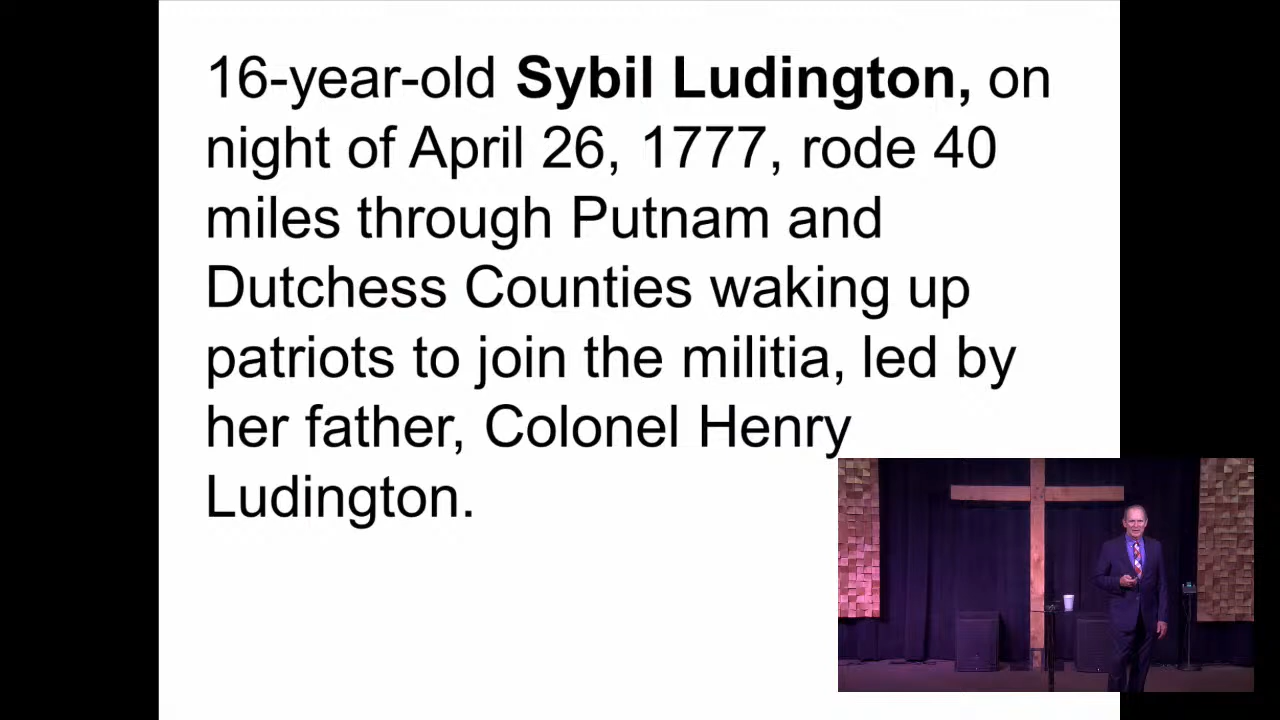 16-year-old Sybil Ludington, on
night of April 26, 1777, rode 40
miles through Putnam and
Dutchess Counties waking up
patriots to join the militia, led by
her father, Colonel Henry
Ludington.